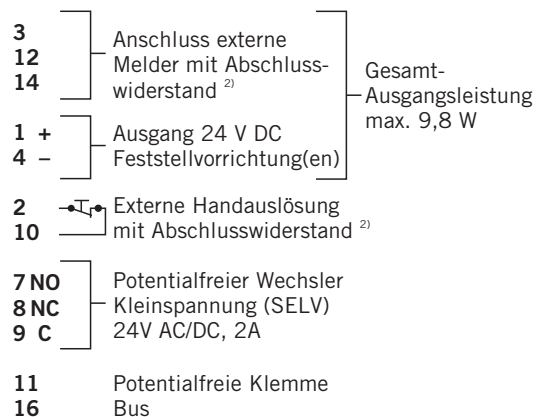 3
12
14
Anschluss externe
Melder mit Abschluss-
widerstand 2)
1 +
4 –
Ausgang 24 V DC
Feststellvorrichtung(en)
Gesamt-
Ausgangsleistung
max. 9,8 W
2
10
Externe Handauslösung
mit Abschlusswiderstand 2)
7 NO
8 NC
9 C
Potentialfreier Wechsler
Kleinspannung (SELV)
24V AC/DC, 2A
11 Potentialfreie Klemme
16 Bus